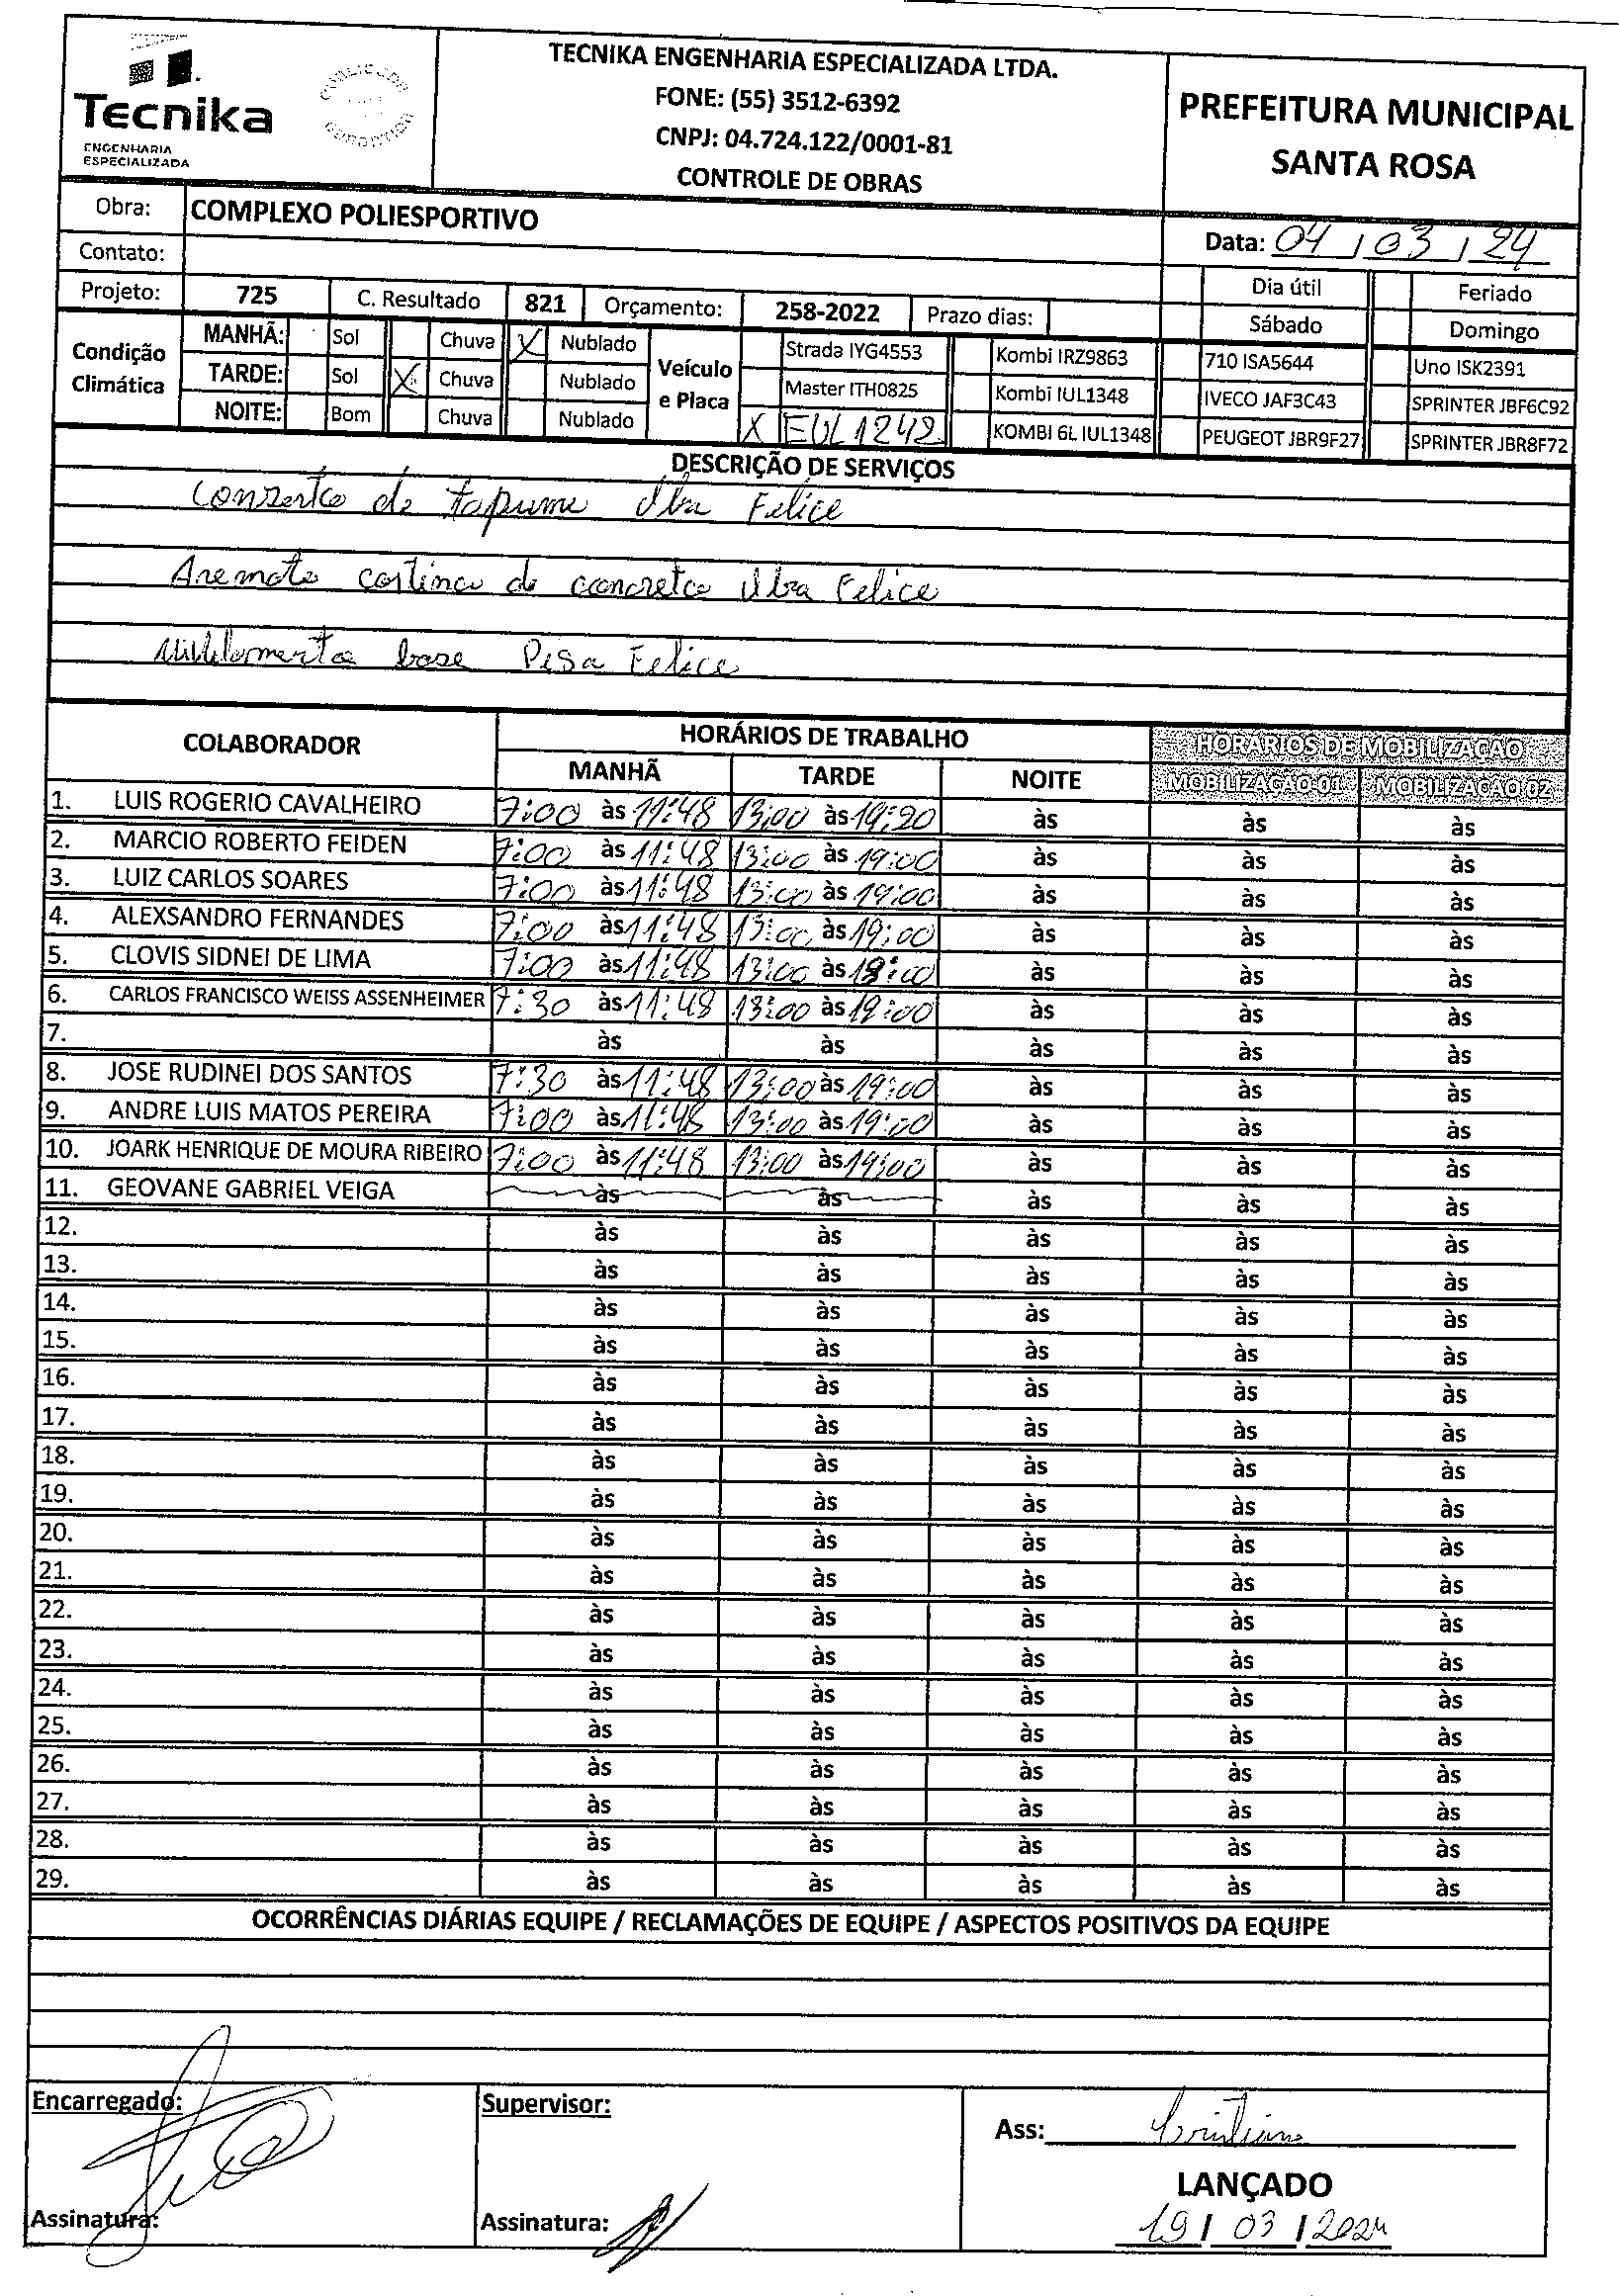 Tecnika
ENGENHARIA
ESPECIALIZADA
TECNIKA ENGENHARIA ESPECIALIZADA LTDA.
FONE: (55) 3512-6392
CNPJ: 04.724.122/0001-81
CONTROLE DE OBRAS
PREFEITURA MUNICIPAL
SANTA ROSA
Obra: COMPLEXO POLIESPORTIVO
Data: 04/03/24
Contato:
Dia útil Feriado
Projeto: 725 C. Resultado 821 Orçamento: 258-2022 Prazo dias:
Sábado Domingo
Condição Climática
MANHÃ: Sol Chuva X Nublado
TARDE: Sol X Chuva Nublado
NOITE: Bom Chuva Nublado
Veículo e Placa
Strada IYG4553 Kombi IRZ9863 710 ISA5644 Uno ISK2391
Master ITH0825 Kombi IUL1348 IVECO JAF3C43 SPRINTER JBF6C92
X EUL1242 KOMBI 6L IUL1348 PEUGEOT JBR9F27 SPRINTER JBR8F72
DESCRIÇÃO DE SERVIÇOS
Conserto de tapume Felice
cortina de concreto Felice
base Pisa Felice
COLABORADOR HORÁRIOS DE TRABALHO HORÁRIOS DE MOBILIZAÇÃO
MANHÃ TARDE NOITE MOBILIZAÇÃO 01 MOBILIZAÇÃO 02
1. LUIS ROGERIO CAVALHEIRO 7:00 às 11:48 13:00 às 19:20 às às às
2. MARCIO ROBERTO FEIDEN 7:00 às 11:48 13:00 às 19:00 às às às
3. LUIZ CARLOS SOARES 7:00 às 11:48 13:00 às 19:00 às às às
4. ALEXSANDRO FERNANDES 7:00 às 11:48 13:00 às 19:00 às às às
5. CLOVIS SIDNEI DE LIMA 7:00 às 11:48 13:00 às 18:00 às às às
6. CARLOS FRANCISCO WEISS ASSENHEIMER 7:30 às 11:48 13:00 às 19:00 às às às
7. às às às às às
8. JOSE RUDINEI DOS SANTOS 7:30 às 11:48 13:00 às 19:00 às às às
9. ANDRE LUIS MATOS PEREIRA 7:00 às 11:48 13:00 às 19:00 às às às
10. JOARK HENRIQUE DE MOURA RIBEIRO 7:00 às 11:48 13:00 às 19:00 às às às
11. GEOVANE GABRIEL VEIGA às às às às às
12. às às às às às
13. às às às às às
14. às às às às às
15. às às às às às
16. às às às às às
17. às às às às às
18. às às às às às
19. às às às às às
20. às às às às às
21. às às às às às
22. às às às às às
23. às às às às às
24. às às às às às
25. às às às às às
26. às às às às às
27. às às às às às
28. às às às às às
29. às às às às às
OCORRÊNCIAS DIÁRIAS EQUIPE / RECLAMAÇÕES DE EQUIPE / ASPECTOS POSITIVOS DA EQUIPE
Encarregado: Supervisor:
Ass: Cristiane
LANÇADO
Assinatura: Assinatura: 19/03/2024